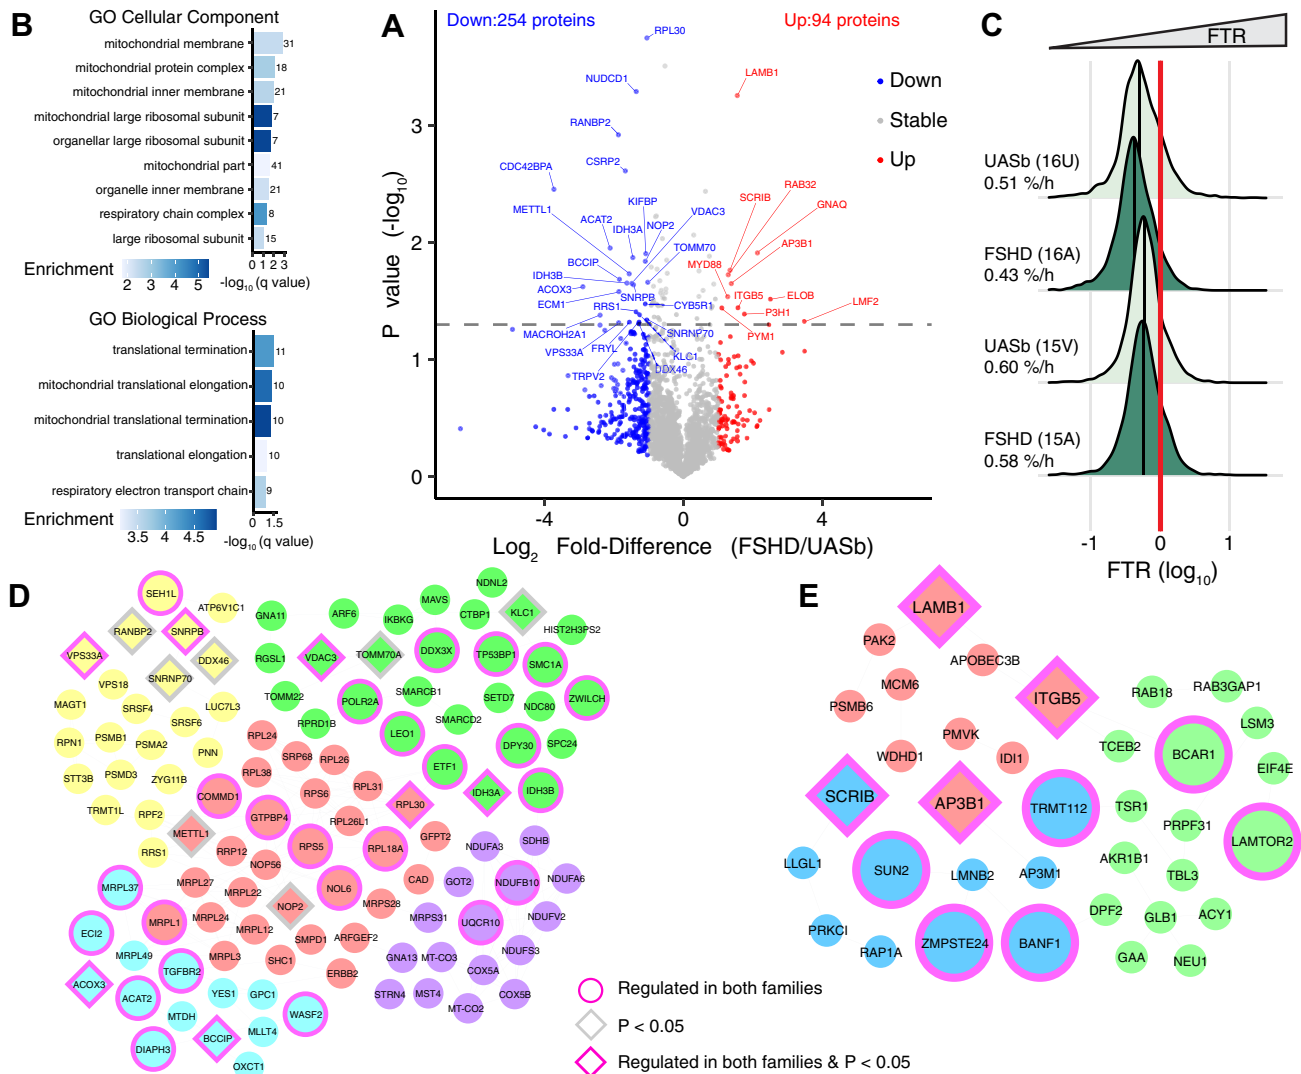 B
GO Cellular Component
mitochondrial membrane
31
mitochondrial protein complex
18
mitochondrial inner membrane
21
mitochondrial large ribosomal subunit
7
organellar large ribosomal subunit
7
mitochondrial part
41
organelle inner membrane
21
respiratory chain complex
8
large ribosomal subunit
15
Enrichment
2 3 4 5
0 1 2 3
-log10 (q value)
GO Biological Process
translational termination
11
mitochondrial translational elongation
10
mitochondrial translational termination
10
translational elongation
10
respiratory electron transport chain
9
Enrichment
3.5 4 4.5
0 1.5
-log10 (q value)
A
Down:254 proteins
Up:94 proteins
RPL30
NUDCD1
LAMB1
RANBP2
CSRP2
CDC42BPA
METTL1
KIFBP
ACAT2
IDH3A
NOP2
VDAC3
TOMM70
BCCIP
IDH3B
ACOX3
ECM1
SNRPB
RRS1
CYB5R1
MACROH2A1
VPS33A
FRYL
SNRNP70
KLC1
TRPV2
DDX46
RAB32
SCRIB
GNAQ
AP3B1
MYD88
ITGB5
ELOB
P3H1
LMF2
PYM1
Down
Stable
Up
3
2
1
0
P value (-log10)
-4 0 4
Log2 Fold-Difference (FSHD/UASb)
C
FTR
UASb (16U)
0.51 %/h
FSHD (16A)
0.43 %/h
UASb (15V)
0.60 %/h
FSHD (15A)
0.58 %/h
-1 0 1
FTR (log10)
D
SEH1L
ATP6V1C1
RANBP2
SNRPB
VPS33A
DDX46
SNRNP70
VPS18
MAGT1
SRSF4
LUC7L3
SRSF6
RPN1
PSMB1
PSMA2
PNN
STT3B
PSMD3
ZYG11B
TRMT1L
RPF2
RRS1
GNA11
ARF6
IKBKG
MAVS
NDNL2
CTBP1
KLC1
HIST2H3PS2
RGSL1
VDAC3
TOMM70A
DDX3X
TP53BP1
SMC1A
TOMM22
POLR2A
SMARCB1
SETD7
NDC80
ZWILCH
RPRD1B
LEO1
SMARCD2
DPY30
SPC24
ETF1
IDH3A
IDH3B
RPL24
SRP68
RPL26
RPL38
RPS6
RPL31
COMMD1
GTPBP4
RPL26L1
RPL30
METTL1
RRP12
RPS5
RPL18A
GFPT2
NOP56
MRPL27
MRPL22
NOL6
CAD
NOP2
MRPS28
MRPL1
MRPL24
MRPL12
SMPD1
ARFGEF2
MRPL3
SHC1
ERBB2
NDUFA3
SDHB
GOT2
NDUFB10
NDUFA6
MRPS31
UQCR10
NDUFV2
GNA13
MT-CO3
NDUFS3
COX5A
STRN4
MST4
MT-CO2
COX5B
MRPL37
ECI2
MRPL49
ACOX3
TGFBR2
ACAT2
YES1
GPC1
MTDH
WASF2
DIAPH3
BCCIP
MLLT4
OXCT1
Regulated in both families
P < 0.05
Regulated in both families & P < 0.05
E
LAMB1
PAK2
APOBEC3B
MCM6
ITGB5
PSMB6
PMVK
WDHD1
IDI1
SCRIB
AP3B1
TRMT112
LLGL1
SUN2
LMNB2
AP3M1
PRKCI
RAP1A
ZMPSTE24
BANF1
RAB18
RAB3GAP1
LSM3
TCEB2
BCAR1
EIF4E
TSR1
PRPF31
LAMTOR2
AKR1B1
TBL3
DPF2
GLB1
ACY1
GAA
NEU1